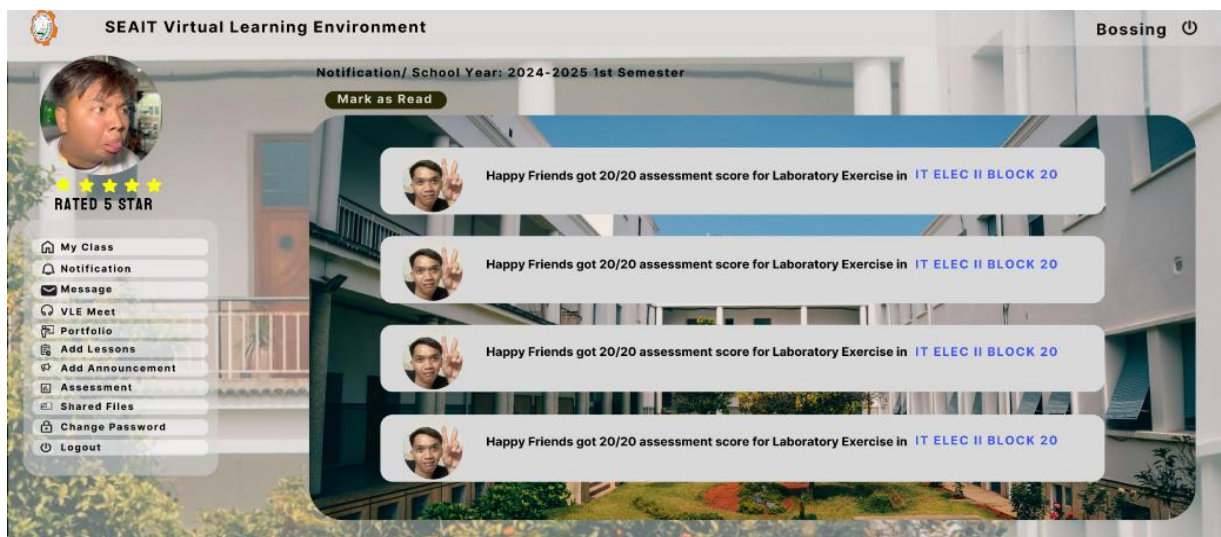 SEAIT Virtual Learning Environment
Bossing
Notification/ School Year: 2024-2025 1st Semester
Mark as Read
RATED 5 STAR
My Class
Notification
Message
VLE Meet
Portfolio
Add Lessons
Add Announcement
Assessment
Shared Files
Change Password
Logout
Happy Friends got 20/20 assessment score for Laboratory Exercise in IT ELEC II BLOCK 20
Happy Friends got 20/20 assessment score for Laboratory Exercise in IT ELEC II BLOCK 20
Happy Friends got 20/20 assessment score for Laboratory Exercise in IT ELEC II BLOCK 20
Happy Friends got 20/20 assessment score for Laboratory Exercise in IT ELEC II BLOCK 20